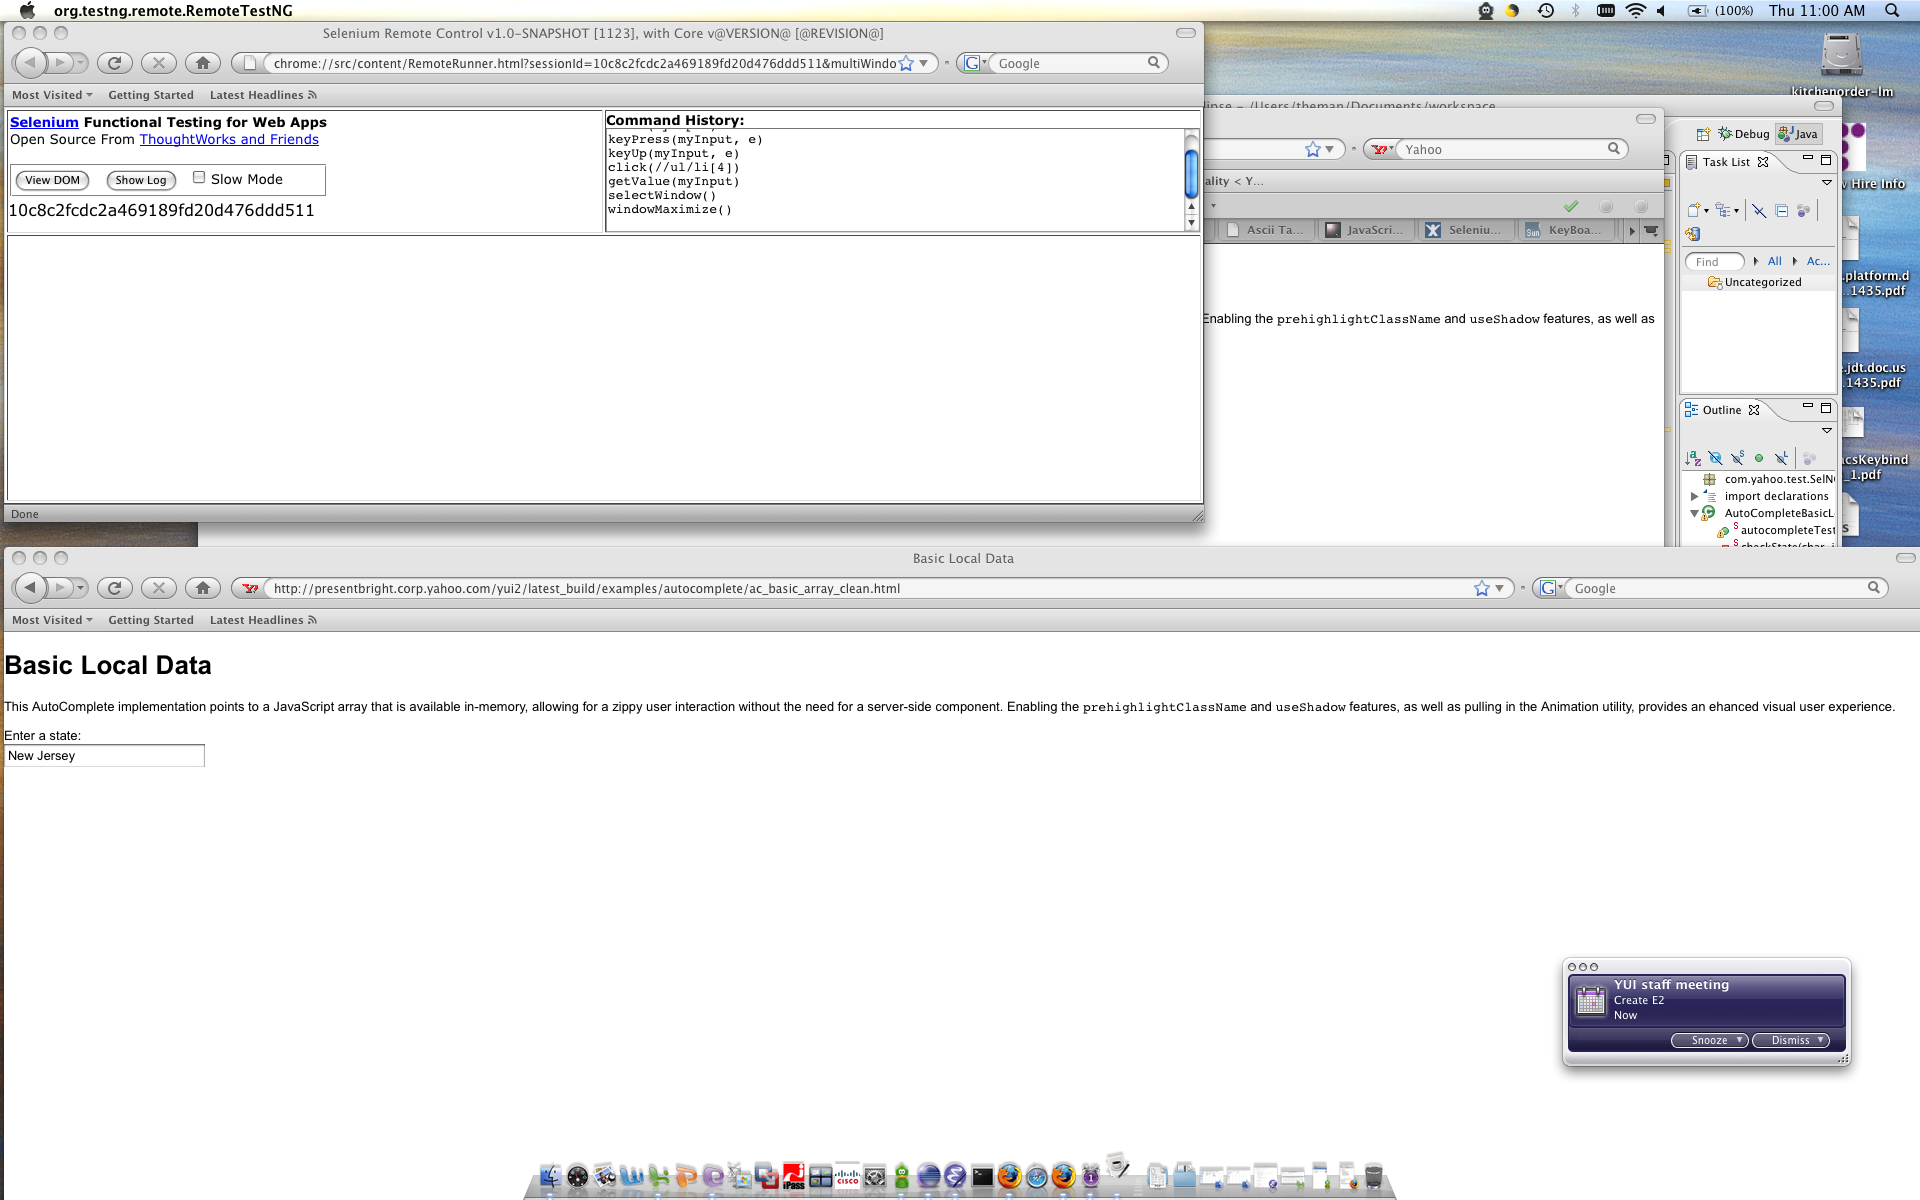 org.testng.remote.RemoteTestNG
(100%) Thu 11:00 AM
Selenium Remote Control v1.0-SNAPSHOT [1123], with Core v@VERSION@ [@REVISION@]
chrome://src/content/RemoteRunner.html?sessionId=10c8c2fcdc2a469189fd20d476ddd511&multiWindo
Google
Most Visited
Getting Started
Latest Headlines
Selenium Functional Testing for Web Apps
Open Source From ThoughtWorks and Friends
View DOM
Show Log
Slow Mode
10c8c2fcdc2a469189fd20d476ddd511
Command History:
keyPress(myInput, e)
keyUp(myInput, e)
click(//ul/li[4])
getValue(myInput)
selectWindow()
windowMaximize()
Done
kitchenorder-lm
- /Users/theman/Documents/workspace
Yahoo
ality < Y...
Ascii Ta...
JavaScri...
Seleniu...
KeyBoa...
Enabling the prehighlightClassName and useShadow features, as well as
Debug
Java
Task List
Find
All
Ac...
Uncategorized
Outline
com.yahoo.test.SelN
import declarations
AutoCompleteBasicL
autocompleteTest
Hire Info
.platform.d
...1435.pdf
.jdt.doc.us
.1435.pdf
csKeybind
_1.pdf
s
Basic Local Data
http://presentbright.corp.yahoo.com/yui2/latest_build/examples/autocomplete/ac_basic_array_clean.html
Google
Most Visited
Getting Started
Latest Headlines
Basic Local Data
This AutoComplete implementation points to a JavaScript array that is available in-memory, allowing for a zippy user interaction without the need for a server-side component. Enabling the prehighlightClassName and useShadow features, as well as pulling in the Animation utility, provides an ehanced visual user experience.
Enter a state:
New Jersey
YUI staff meeting
Create E2
Now
Snooze
Dismiss
iPass
CISCO